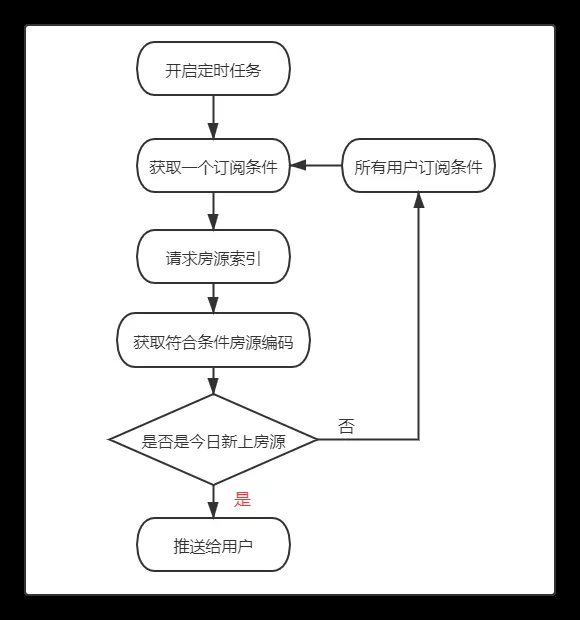 开启定时任务
获取一个订阅条件
所有用户订阅条件
请求房源索引
获取符合条件房源编码
是否是今日新上房源
否
是
推送给用户